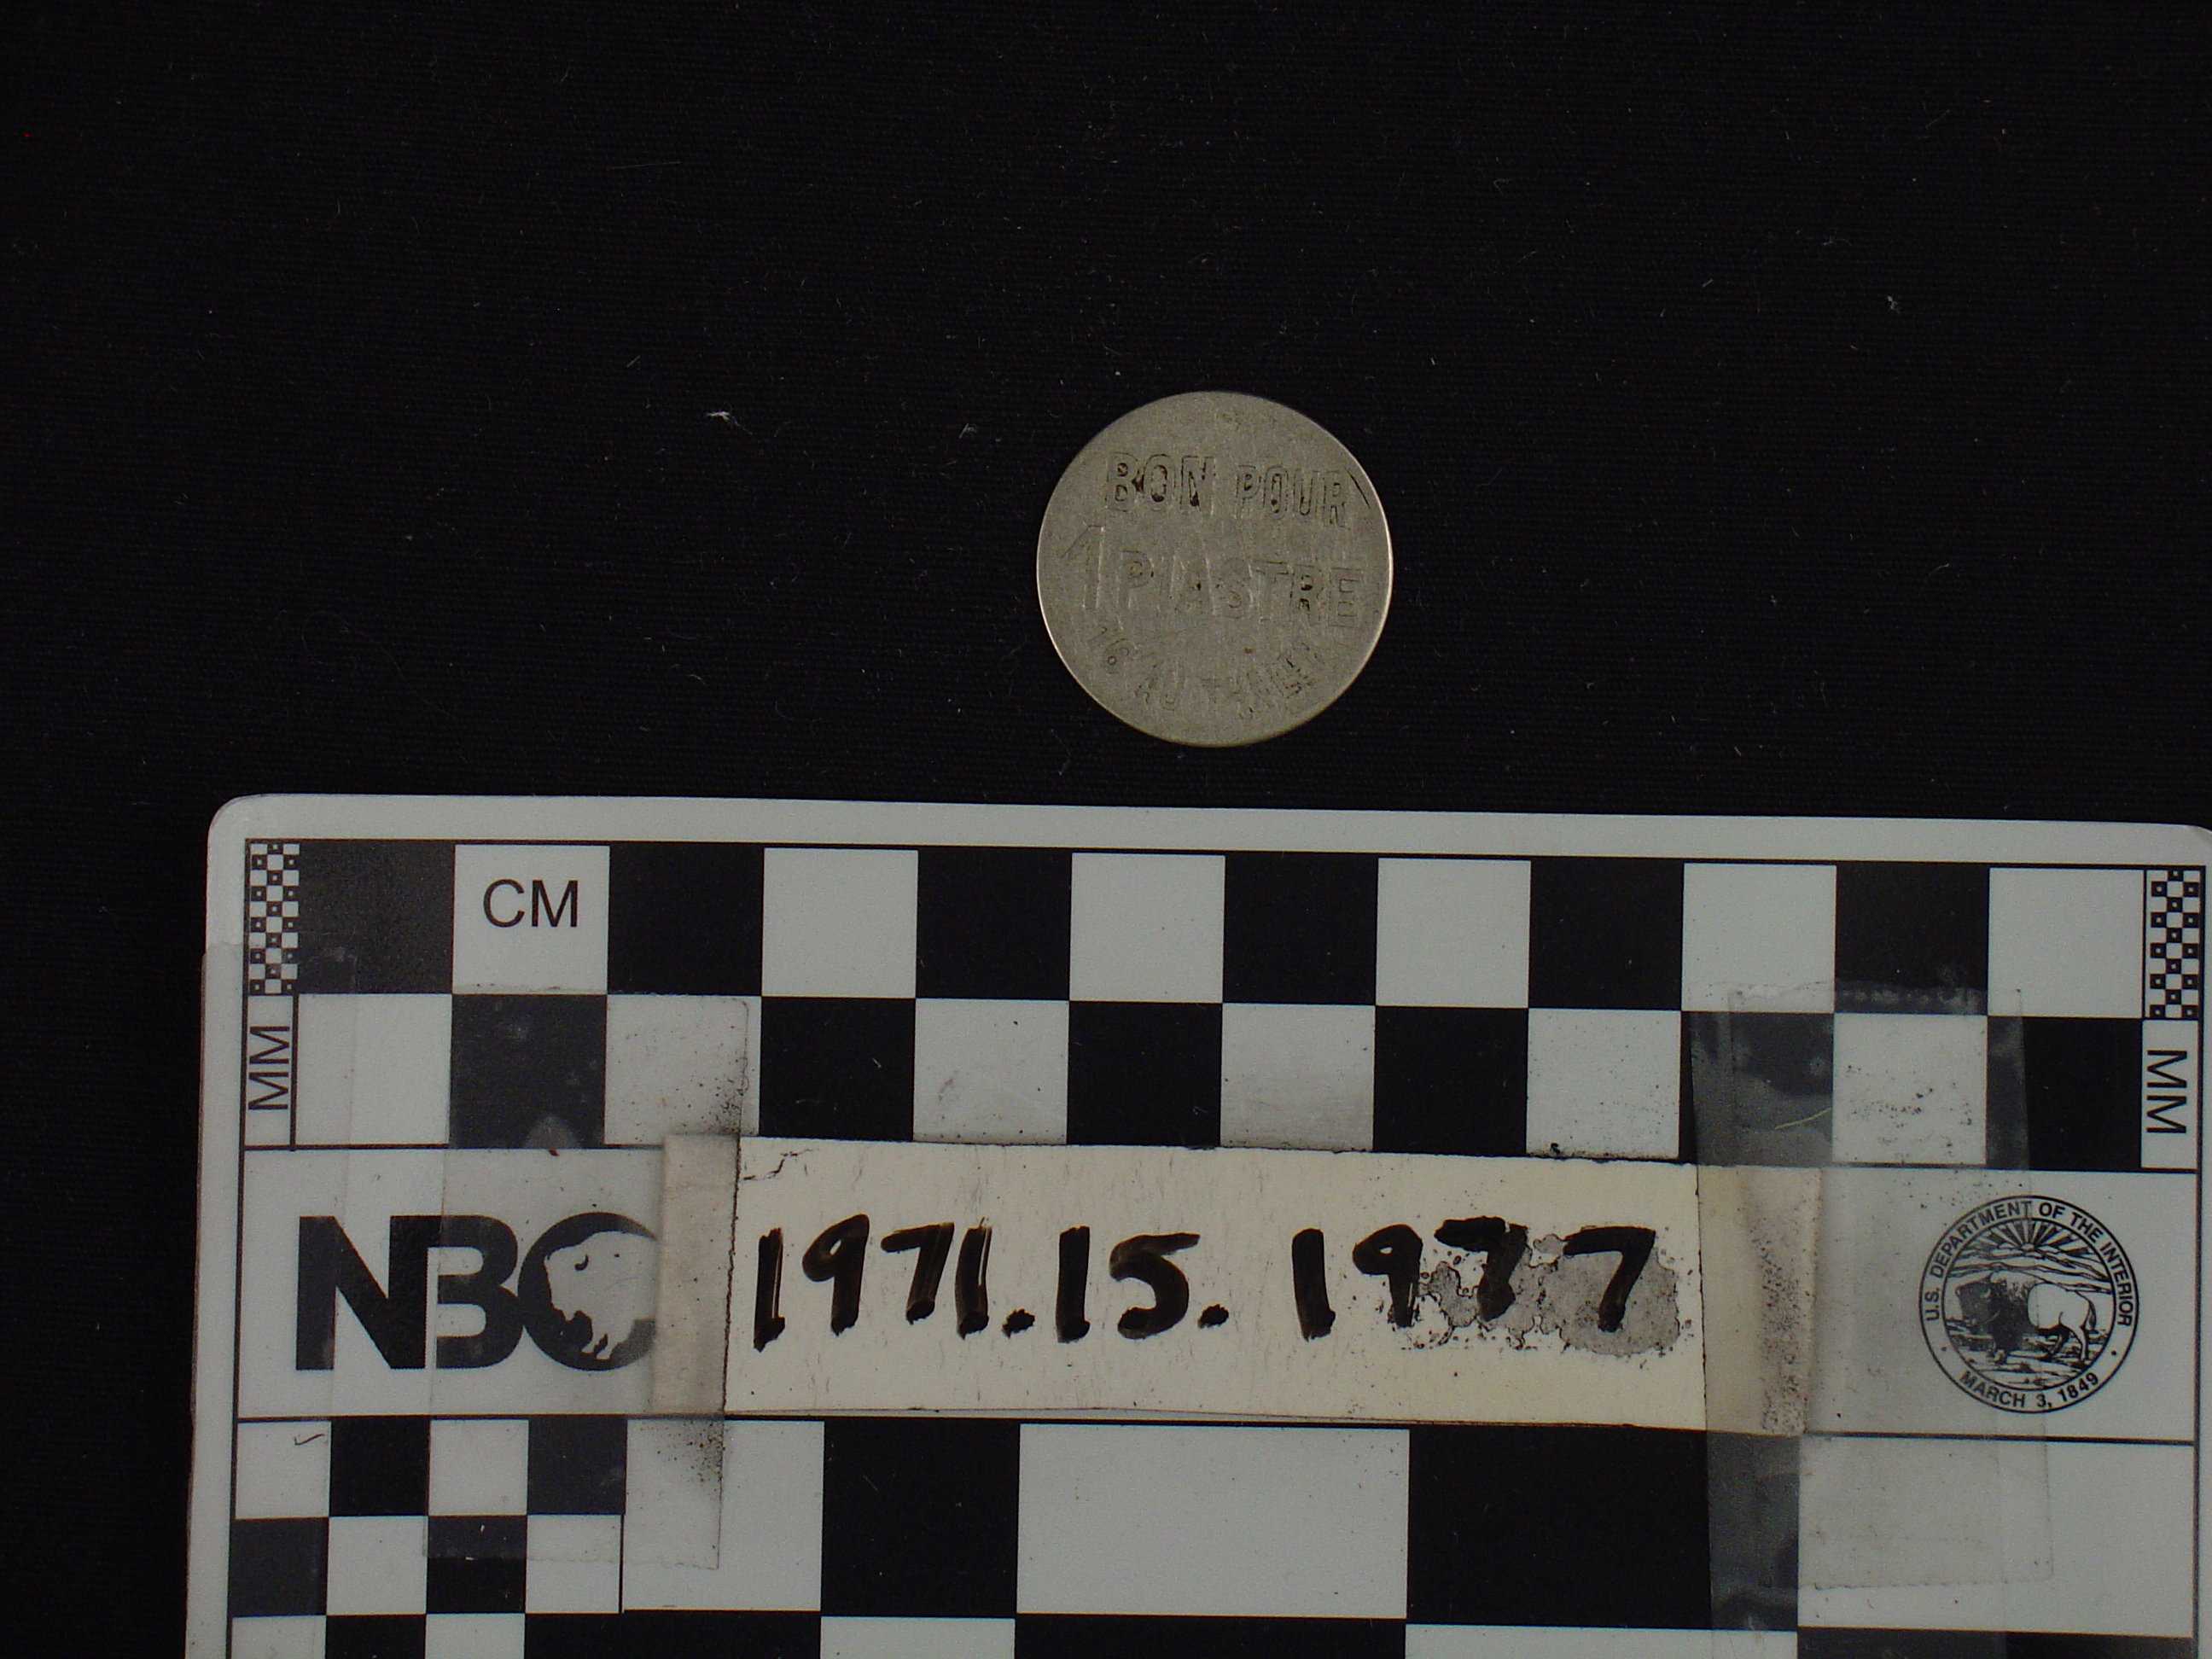 BON POUR
1 PIASTRE
CM
MM
MM
NBC
1971.15.1977
U.S. DEPARTMENT OF THE INTERIOR
MARCH 3, 1849